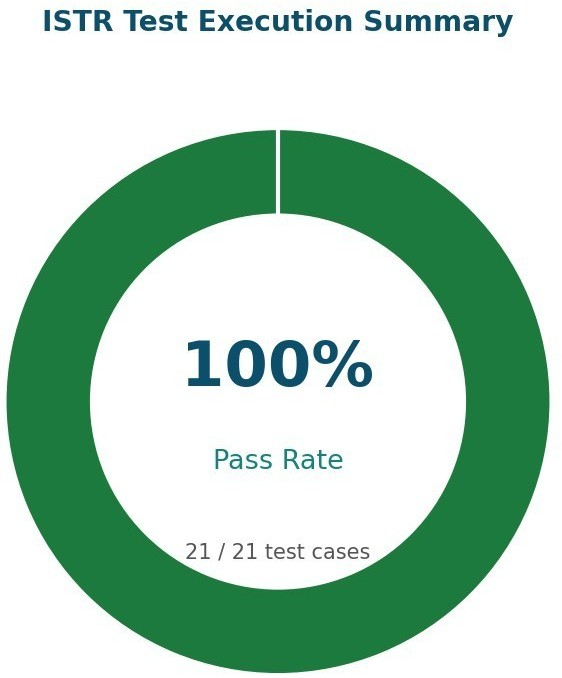 ISTR Test Execution Summary
100%
Pass Rate
21 / 21 test cases